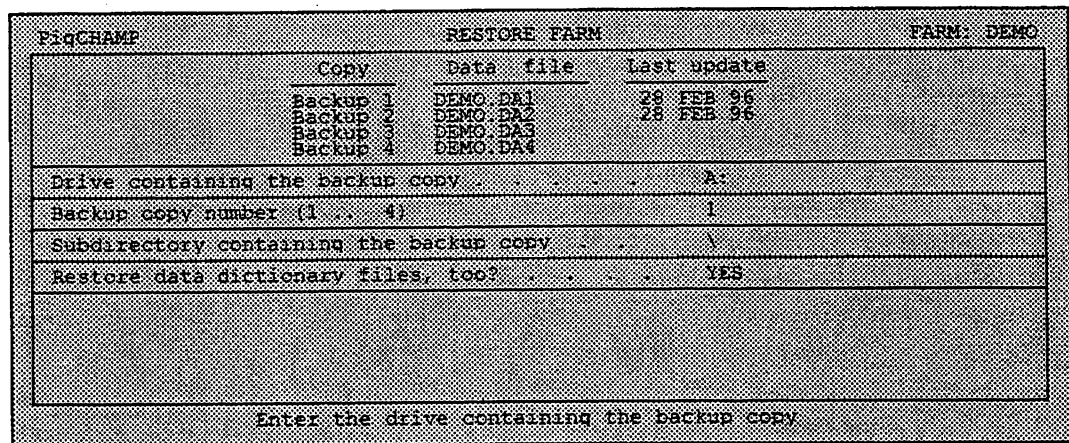 PigCHAMP RESTORE FARM FARM: DEMO
Copy Data file Last update
Backup 1 DEMO.DA1 28 FEB 96
Backup 2 DEMO.DA2 28 FEB 96
Backup 3 DEMO.DA3
Backup 4 DEMO.DA4
Drive containing the backup copy . . . . . A:
Backup copy number (1 .. 4) 1
Subdirectory containing the backup copy . . \
Restore data dictionary files, too? . . . . YES
Enter the drive containing the backup copy